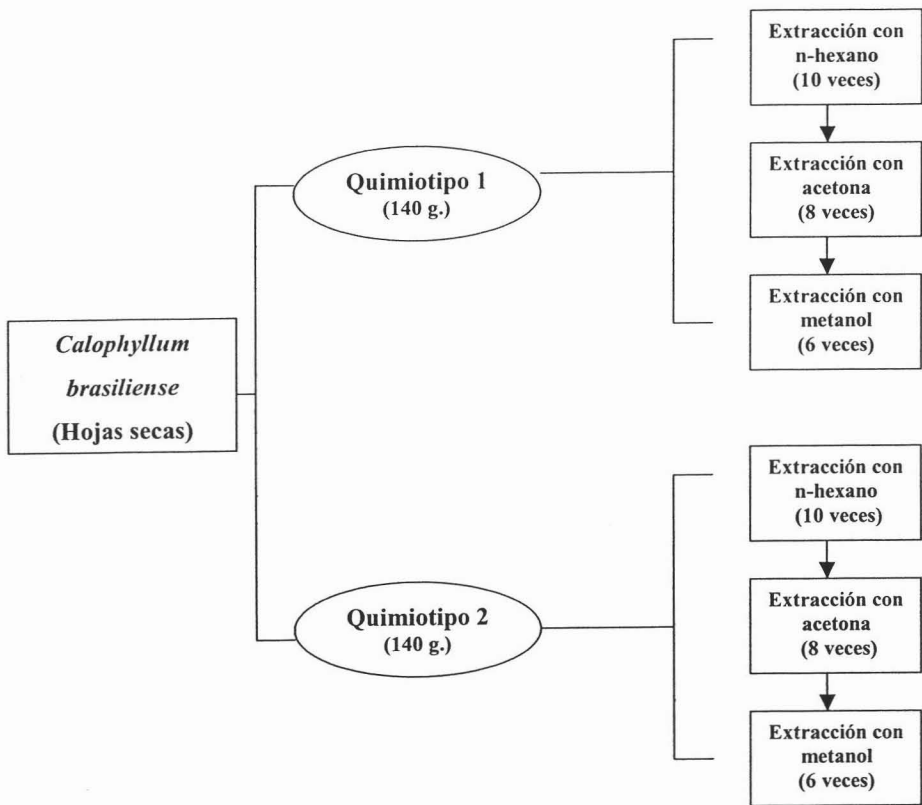 Calophyllum
brasiliense
(Hojas secas)
Quimiotipo 1
(140 g.)
Extracción con
n-hexano
(10 veces)
Extracción con
acetona
(8 veces)
Extracción con
metanol
(6 veces)
Quimiotipo 2
(140 g.)
Extracción con
n-hexano
(10 veces)
Extracción con
acetona
(8 veces)
Extracción con
metanol
(6 veces)